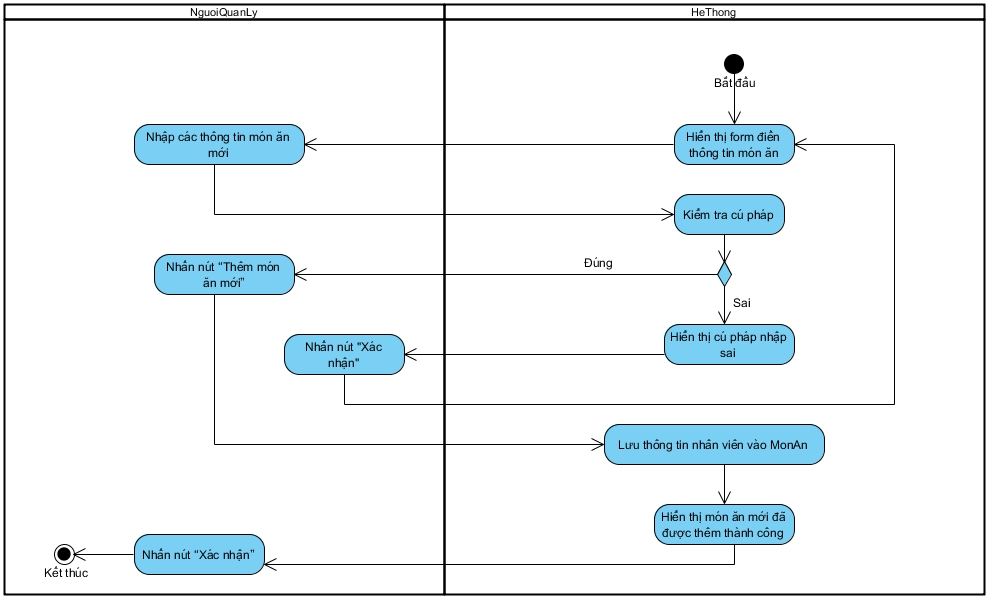 NguoiQuanLy
HeThong
Bắt đầu
Nhập các thông tin món ăn
mới
Hiển thị form điền
thông tin món ăn
Kiểm tra cú pháp
Đúng
Nhấn nút “Thêm món
ăn mới”
Sai
Hiển thị cú pháp nhập
sai
Nhấn nút "Xác
nhận"
Lưu thông tin nhân viên vào MonAn
Hiển thị món ăn mới đã
được thêm thành công
Nhấn nút “Xác nhận”
Kết thúc